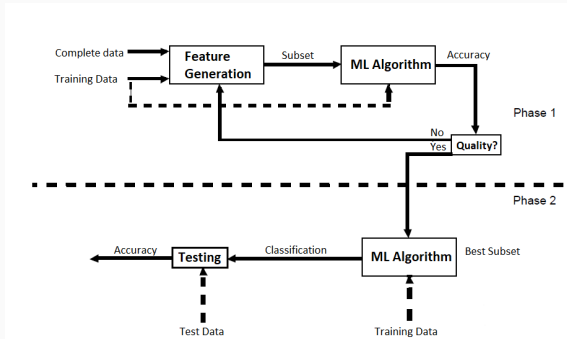 Complete data
Training Data
Feature
Generation
Subset
ML Algorithm
Accuracy
Phase 1
No
Yes
Quality?
Phase 2
Accuracy
Testing
Classification
ML Algorithm
Best Subset
Test Data
Training Data